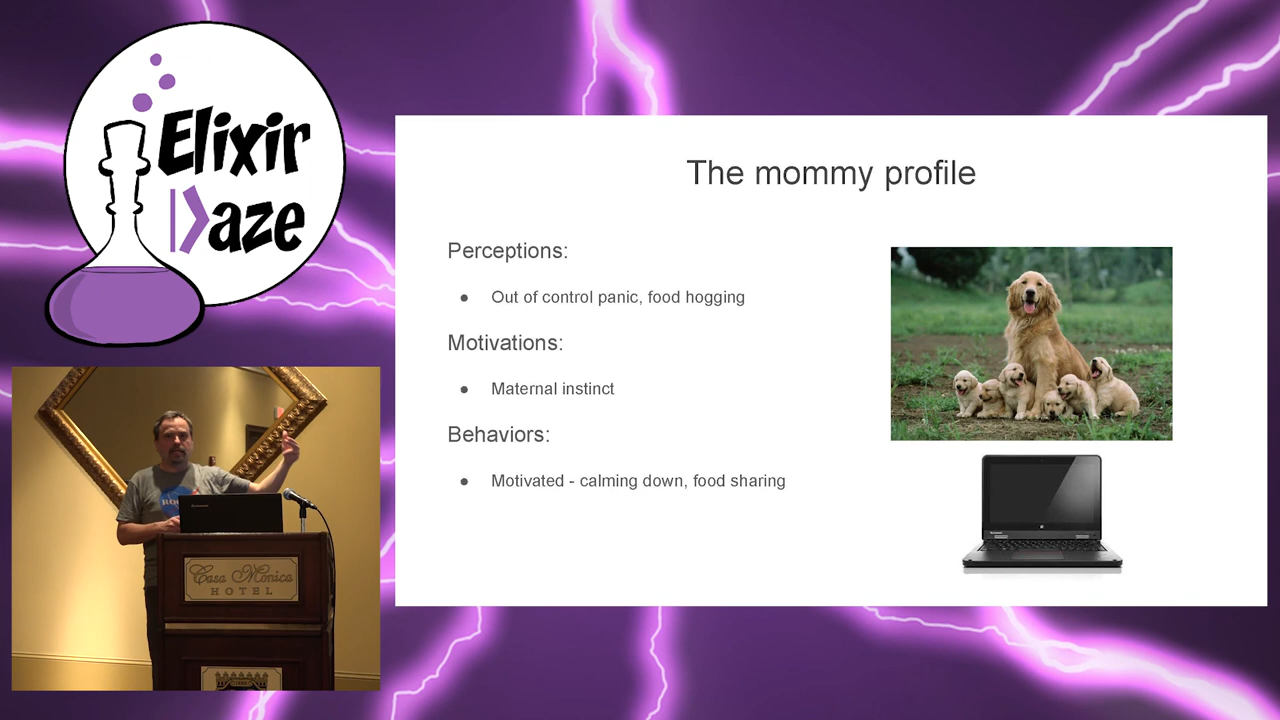 Elixir
Daze
The mommy profile
Perceptions:
● Out of control panic, food hogging
Motivations:
● Maternal instinct
Behaviors:
● Motivated - calming down, food sharing
Casa Monica
HOTEL